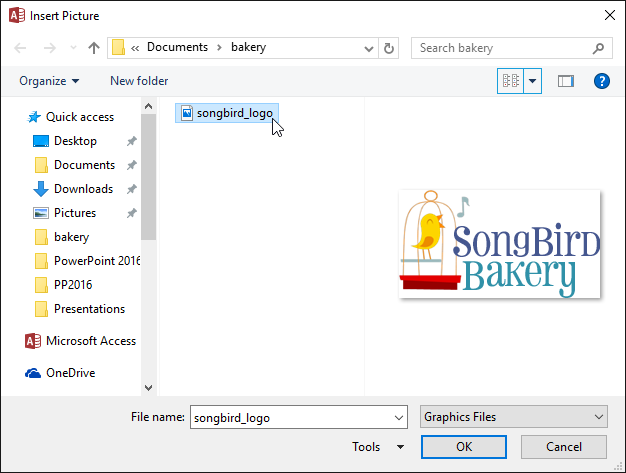 Insert Picture
« Documents > bakery
Search bakery
Organize
New folder
?
songbird_logo
Quick access
Desktop
Documents
Downloads
Pictures
bakery
PowerPoint 2016
PP2016
Presentations
Microsoft Access
OneDrive
SongBird
Bakery
File name:
songbird_logo
Graphics Files
Tools
OK
Cancel